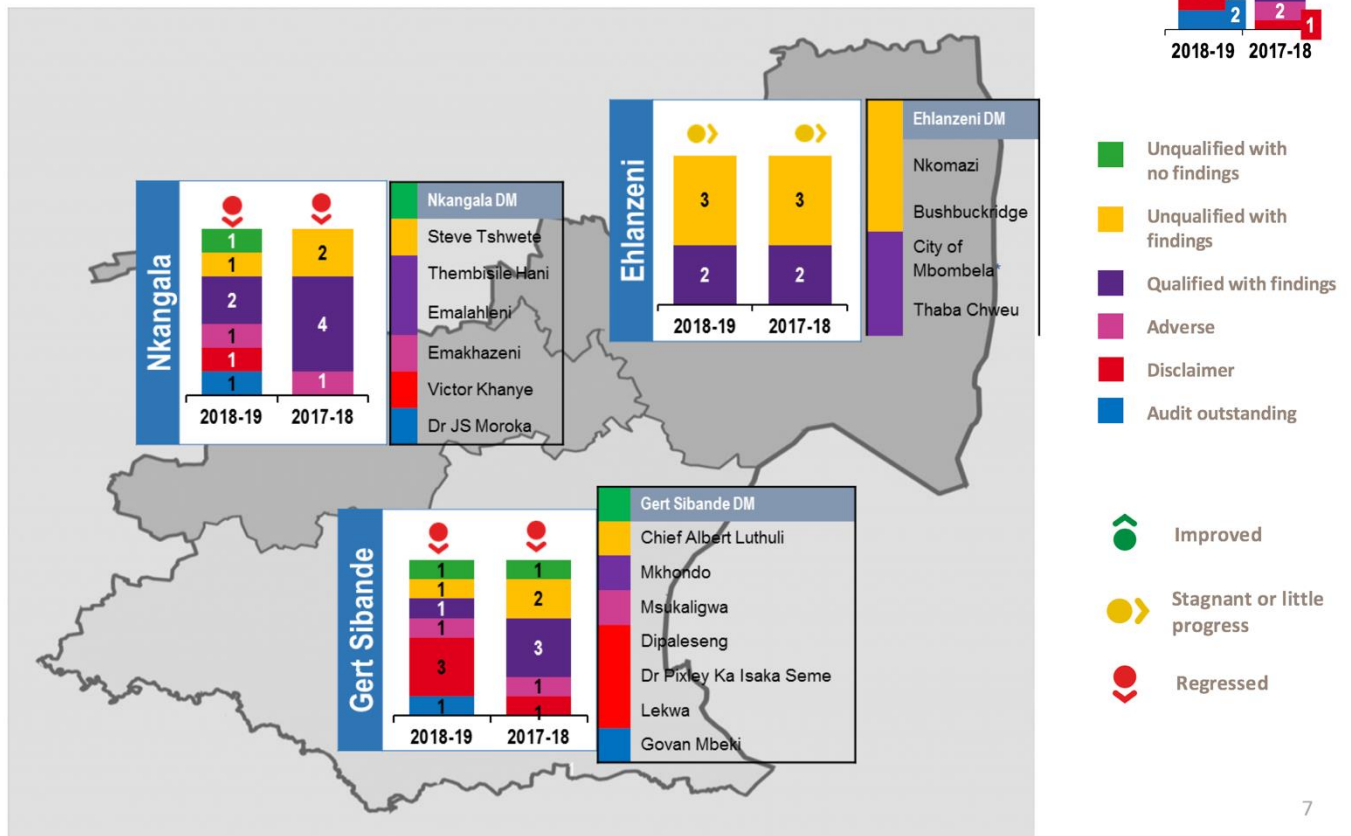 2
2
1
2018-19
2017-18
Nkangala
1
1
2
1
1
1
2018-19
2
4
1
2017-18
Nkangala DM
Steve Tshwete
Thembisile Hani
Emalahleni
Emakhazeni
Victor Khanye
Dr JS Moroka
Ehlanzeni
3
2
2018-19
3
2
2017-18
Ehlanzeni DM
Nkomazi
Bushbuckridge
City of
Mbombela*
Thaba Chweu
Gert Sibande
1
1
1
1
3
1
2018-19
1
2
3
1
1
2017-18
Gert Sibande DM
Chief Albert Luthuli
Mkhondo
Msukaligwa
Dipaleseng
Dr Pixley Ka Isaka Seme
Lekwa
Govan Mbeki
Unqualified with
no findings
Unqualified with
findings
Qualified with findings
Adverse
Disclaimer
Audit outstanding
Improved
Stagnant or little
progress
Regressed
7